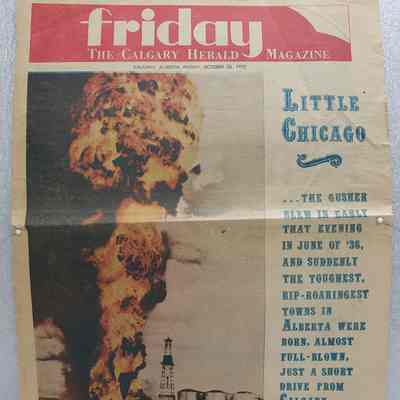 friday
THE CALGARY HERALD MAGAZINE
CALGARY, ALBERTA, FRIDAY, OCTOBER
LITTLE
CHICAGO
...THE GUSHER
BLEW IN EARLY
THAT EVENING
IN JUNE OF '36,
AND SUDDENLY
THE TOUGHEST,
RIP-ROARINGEST
TOWNS IN
ALBERTA WERE
BORN, ALMOST
FULL-BLOWN,
JUST A SHORT
DRIVE FROM
CALGARY